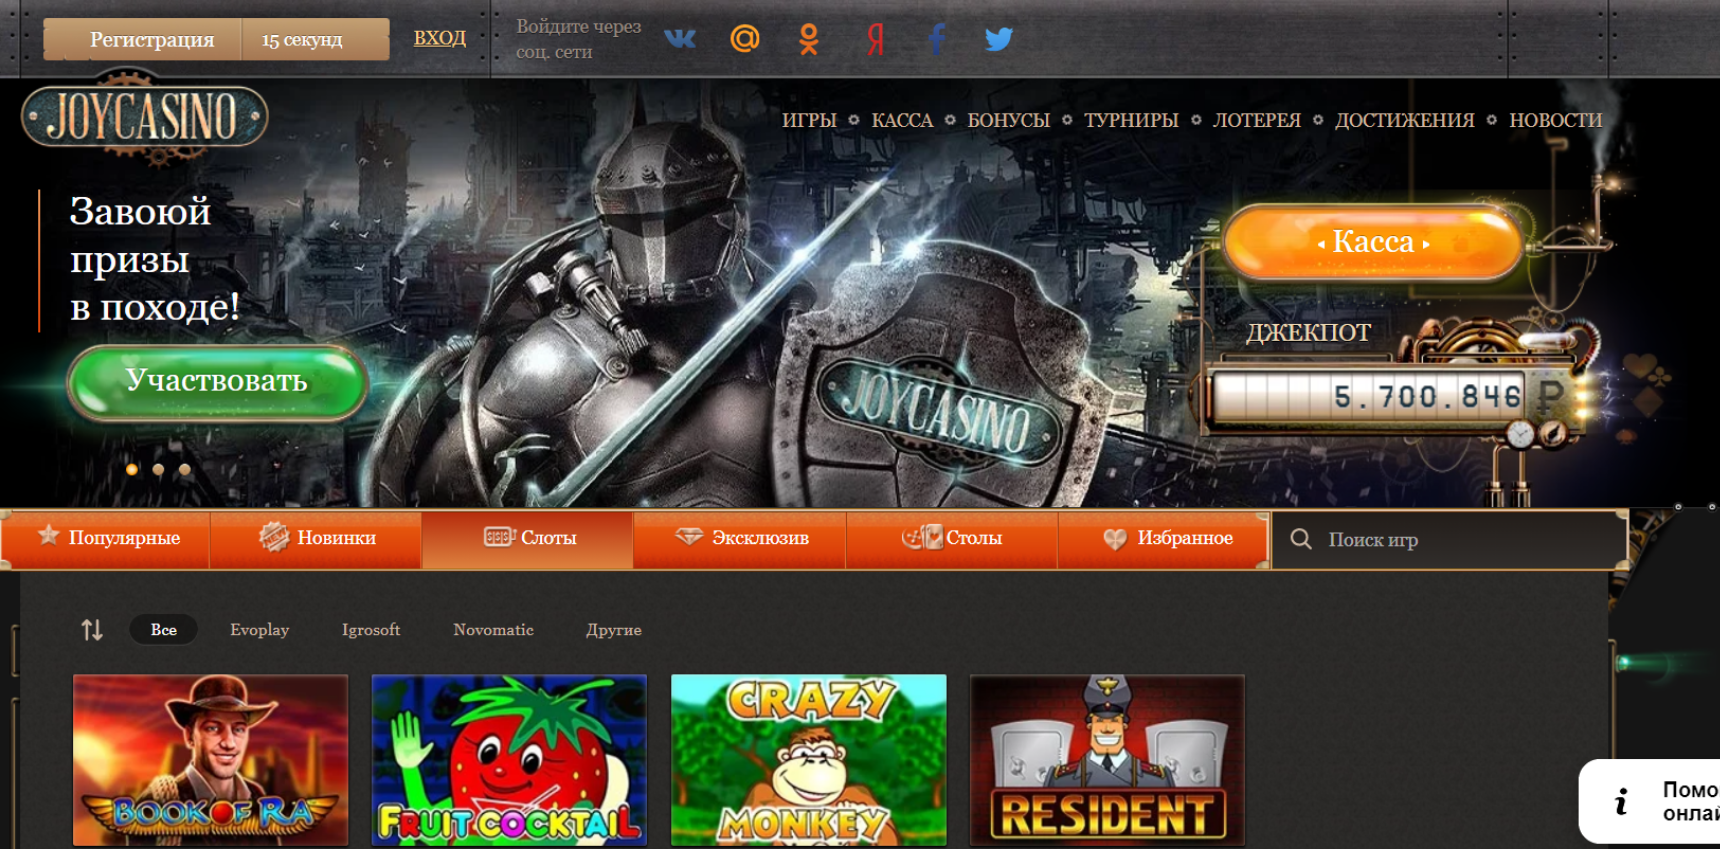 Регистрация
15 секунд
ВХОД
Войдите через
соц. сети
JOYCASINO
ИГРЫ
КАССА
БОНУСЫ
ТУРНИРЫ
ЛОТЕРЕЯ
ДОСТИЖЕНИЯ
НОВОСТИ
Завоюй
призы
в походе!
Участвовать
Касса
ДЖЕКПОТ
5.700.846 ₽
JOYCASINO
Популярные
Новинки
Слоты
Эксклюзив
Столы
Избранное
Поиск игр
Все
Evoplay
Igrosoft
Novomatic
Другие
BOOK OF RA
FRUIT COCKTAIL
CRAZY
MONKEY
RESIDENT
i